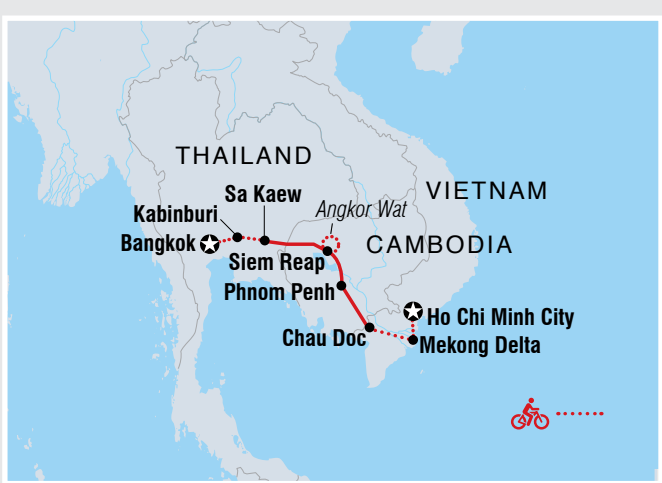 THAILAND
Sa Kaew
VIETNAM
Kabinburi
Angkor Wat
Bangkok
CAMBODIA
Siem Reap
Phnom Penh
Ho Chi Minh City
Chau Doc
Mekong Delta